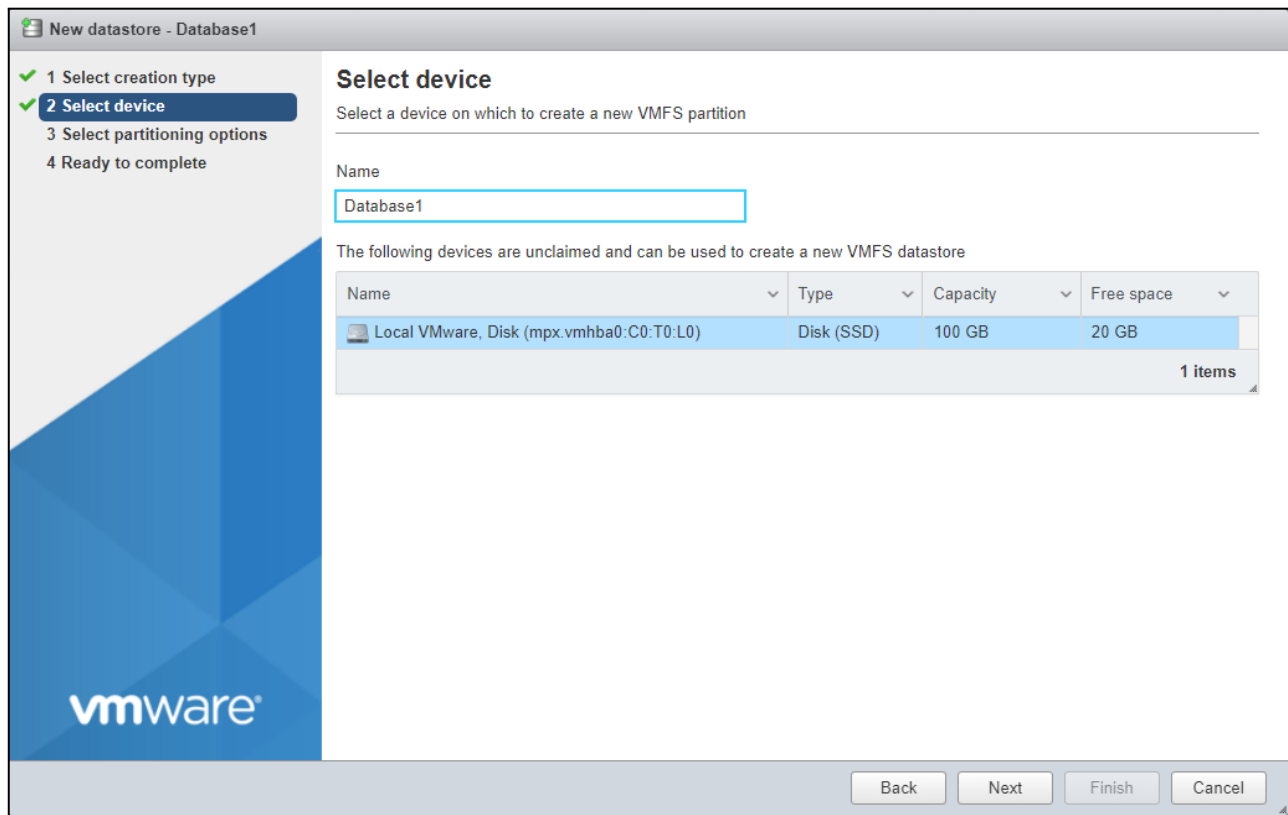 New datastore - Database1
1 Select creation type
2 Select device
3 Select partitioning options
4 Ready to complete
Select device
Select a device on which to create a new VMFS partition
Name
Database1
The following devices are unclaimed and can be used to create a new VMFS datastore
Name Type Capacity Free space
Local VMware, Disk (mpx.vmhba0:C0:T0:L0) Disk (SSD) 100 GB 20 GB
1 items
vmware®
Back Next Finish Cancel